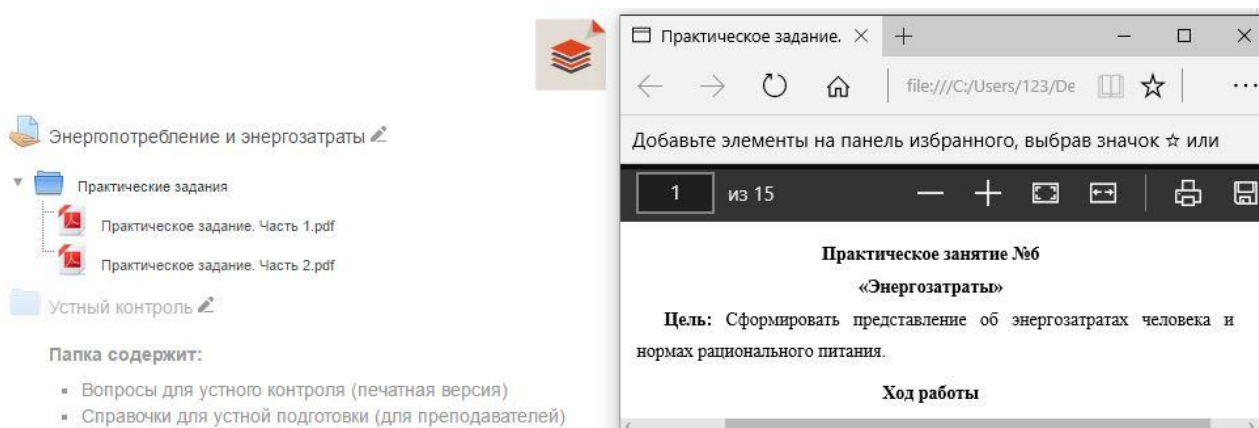 Энергопотребление и энергозатраты
Практические задания
Практическое задание. Часть 1.pdf
Практическое задание. Часть 2.pdf
Устный контроль
Папка содержит:
Вопросы для устного контроля (печатная версия)
Справочки для устной подготовки (для преподавателей)
Практическое задание.
file:///C:/Users/123/De
Добавьте элементы на панель избранного, выбрав значок ☆ или
1 из 15
Практическое занятие №6
«Энергозатраты»
Цель: Сформировать представление об энергозатратах человека и
нормах рационального питания.
Ход работы